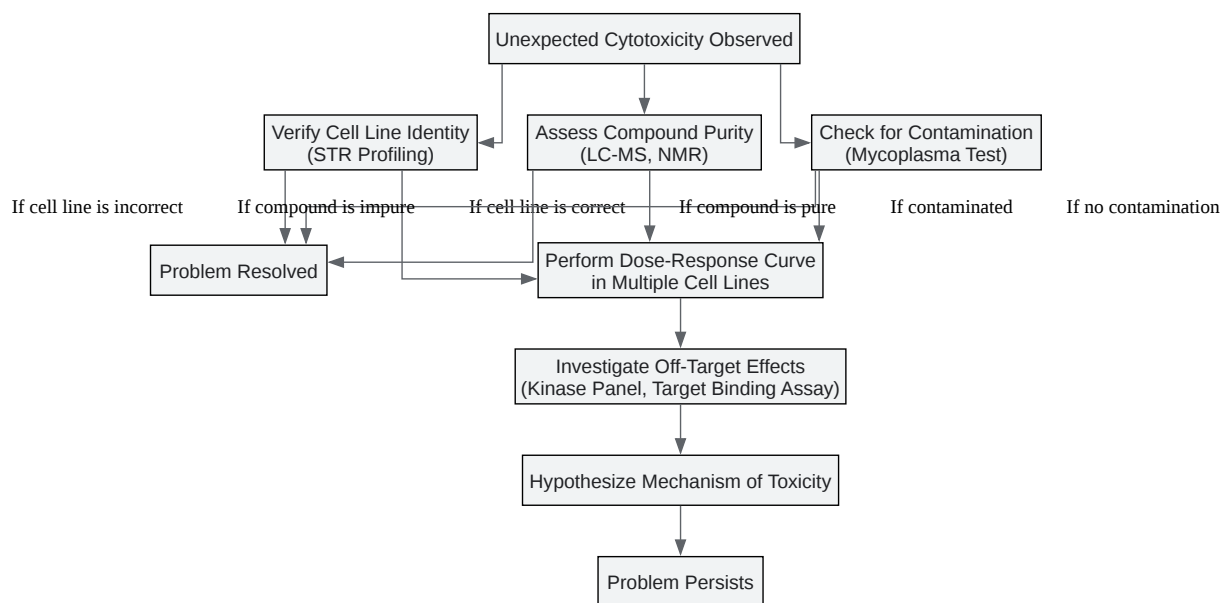 Unexpected Cytotoxicity Observed
Verify Cell Line Identity
(STR Profiling)
Assess Compound Purity
(LC-MS, NMR)
Check for Contamination
(Mycoplasma Test)
If cell line is incorrect
If compound is impure
If cell line is correct
If compound is pure
If contaminated
If no contamination
Problem Resolved
Perform Dose-Response Curve
in Multiple Cell Lines
Investigate Off-Target Effects
(Kinase Panel, Target Binding Assay)
Hypothesize Mechanism of Toxicity
Problem Persists